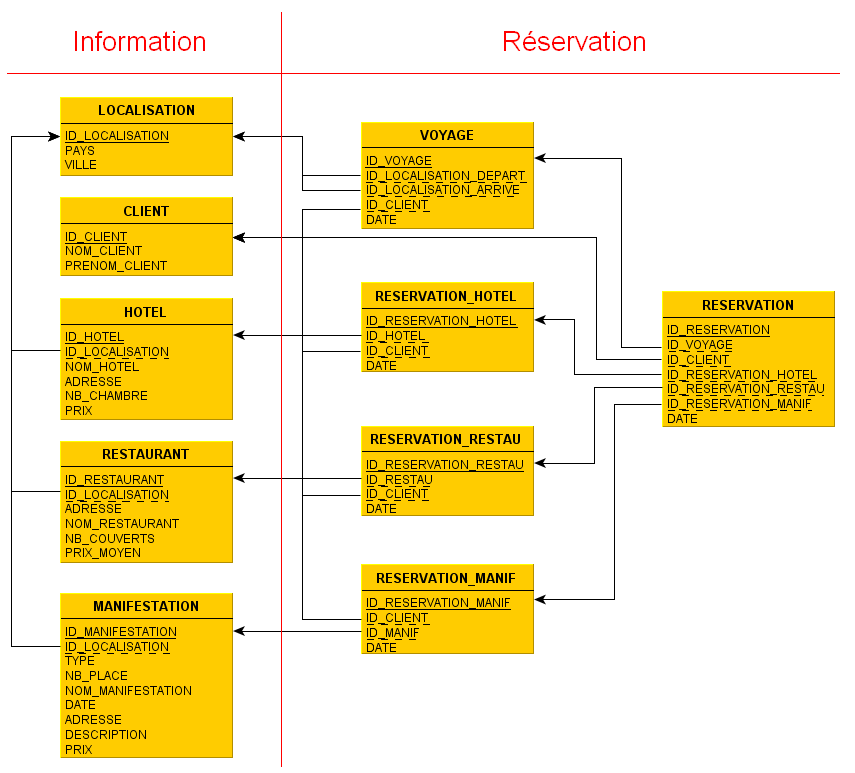 Information
Réservation
LOCALISATION
ID_LOCALISATION
PAYS
VILLE
CLIENT
ID_CLIENT
NOM_CLIENT
PRENOM_CLIENT
HOTEL
ID_HOTEL
ID_LOCALISATION
NOM_HOTEL
ADRESSE
NB_CHAMBRE
PRIX
RESTAURANT
ID_RESTAURANT
ID_LOCALISATION
ADRESSE
NOM_RESTAURANT
NB_COUVERTS
PRIX_MOYEN
MANIFESTATION
ID_MANIFESTATION
ID_LOCALISATION
TYPE
NB_PLACE
NOM_MANIFESTATION
DATE
ADRESSE
DESCRIPTION
PRIX
VOYAGE
ID_VOYAGE
ID_LOCALISATION_DEPART
ID_LOCALISATION_ARRIVE
ID_CLIENT
DATE
RESERVATION_HOTEL
ID_RESERVATION_HOTEL
ID_HOTEL
ID_CLIENT
DATE
RESERVATION_RESTAU
ID_RESERVATION_RESTAU
ID_RESTAU
ID_CLIENT
DATE
RESERVATION_MANIF
ID_RESERVATION_MANIF
ID_CLIENT
ID_MANIF
DATE
RESERVATION
ID_RESERVATION
ID_VOYAGE
ID_CLIENT
ID_RESERVATION_HOTEL
ID_RESERVATION_RESTAU
ID_RESERVATION_MANIF
DATE